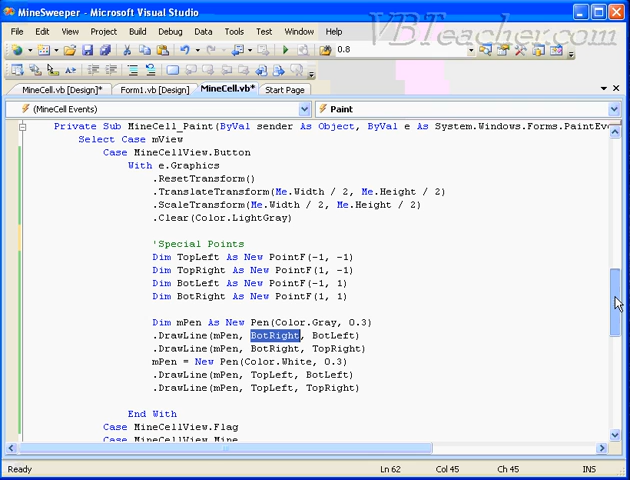 MineSweeper - Microsoft Visual Studio
VBTeacher.com
File Edit View Project Build Debug Data Tools Test Window Help
0.8
MineCell.vb [Design]* Form1.vb [Design] MineCell.vb* Start Page
(MineCell Events) Paint
Private Sub MineCell_Paint(ByVal sender As Object, ByVal e As System.Windows.Forms.PaintEve
Select Case mView
Case MineCellView.Button
With e.Graphics
.ResetTransform()
.TranslateTransform(Me.Width / 2, Me.Height / 2)
.ScaleTransform(Me.Width / 2, Me.Height / 2)
.Clear(Color.LightGray)
'Special Points
Dim TopLeft As New PointF(-1, -1)
Dim TopRight As New PointF(1, -1)
Dim BotLeft As New PointF(-1, 1)
Dim BotRight As New PointF(1, 1)
Dim mPen As New Pen(Color.Gray, 0.3)
.DrawLine(mPen, BotRight, BotLeft)
.DrawLine(mPen, BotRight, TopRight)
mPen = New Pen(Color.White, 0.3)
.DrawLine(mPen, TopLeft, BotLeft)
.DrawLine(mPen, TopLeft, TopRight)
End With
Case MineCellView.Flag
Case MineCellView.Mine
Ready Ln 62 Col 45 Ch 45 INS